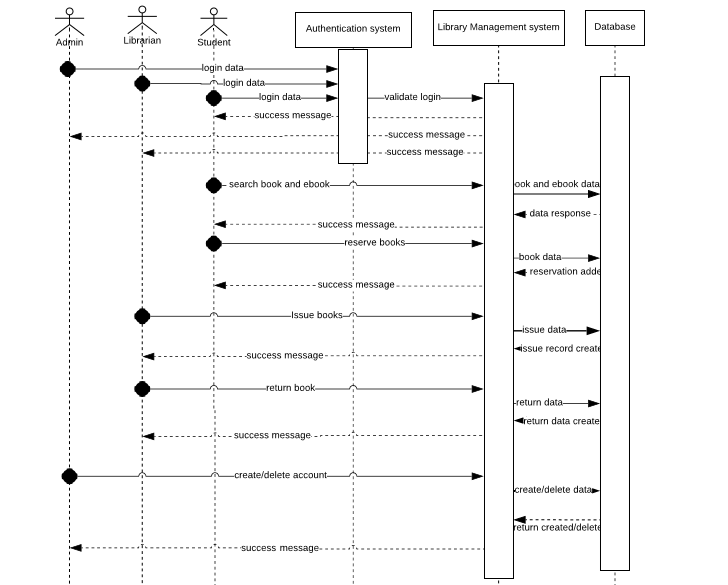 Admin
Librarian
Student
Authentication system
Library Management system
Database
login data
login data
login data
validate login
success message
success message
success message
search book and ebook
ook and ebook data
data response
success message
reserve books
book data
reservation adde
success message
Issue books
issue data
issue record create
success message
return book
return data
return data create
success message
create/delete account
create/delete data
return created/delete
success message